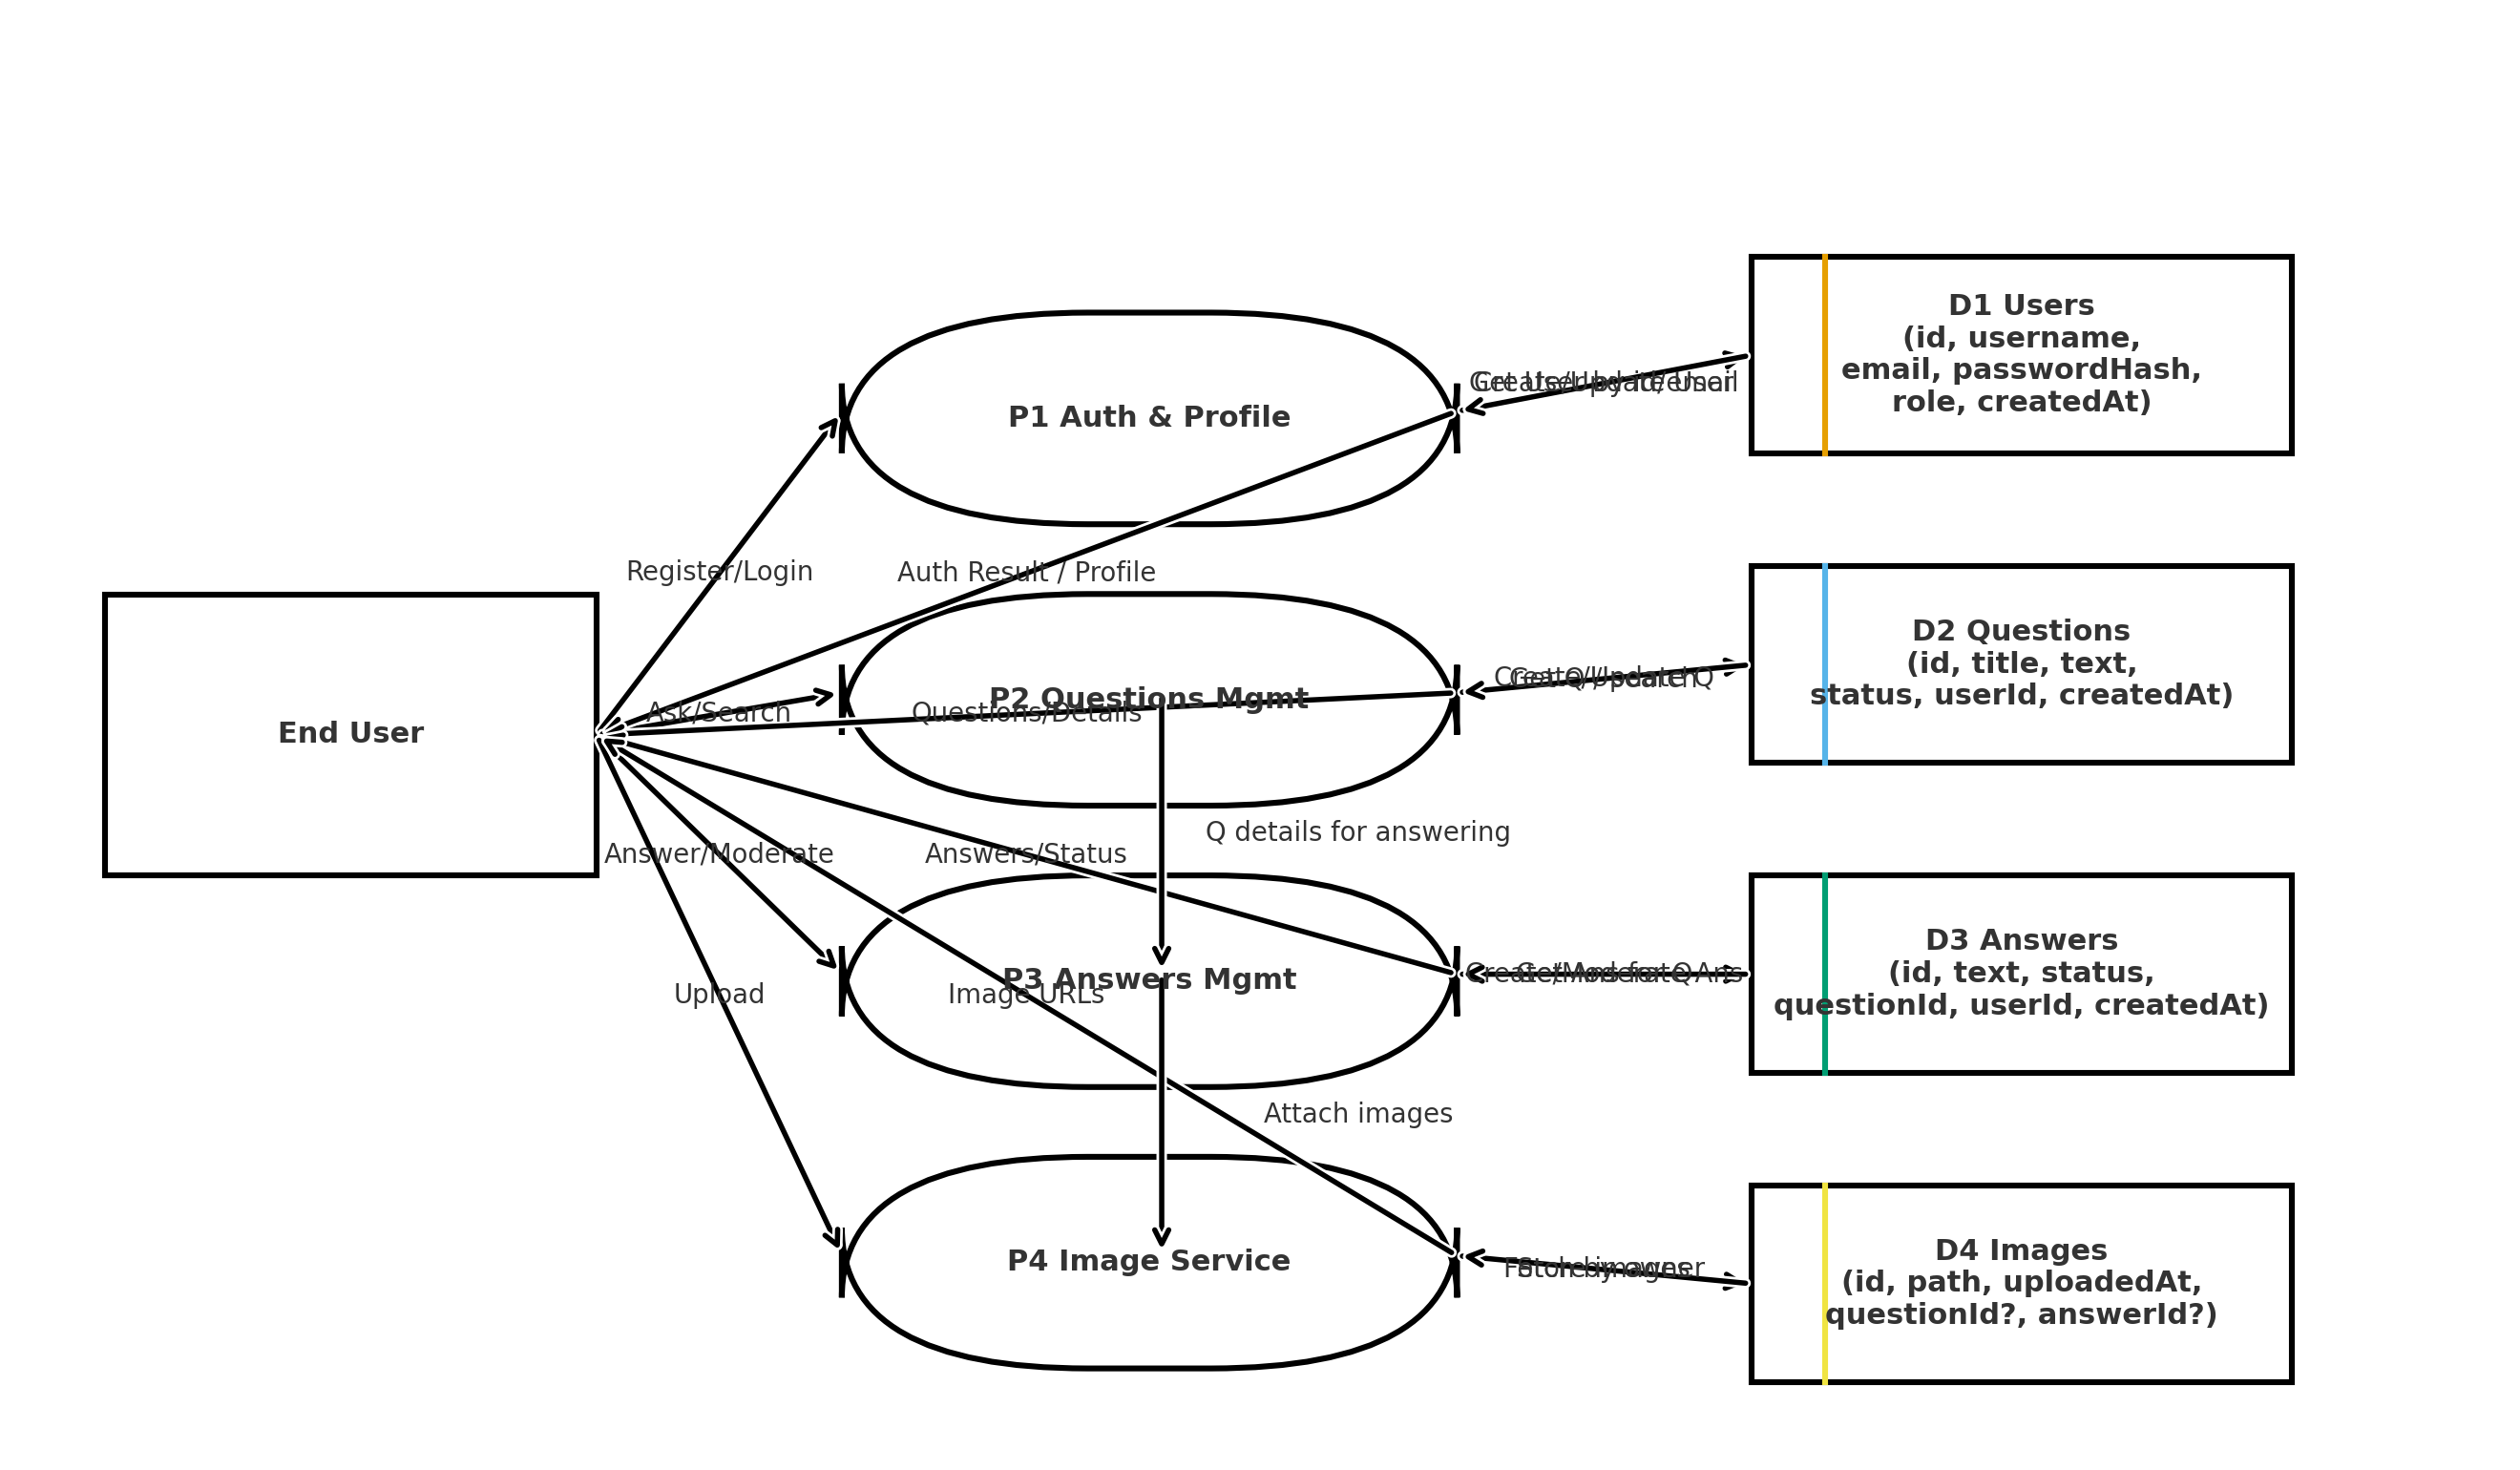 D1 Users
(id, username,
email, passwordHash,
role, createdAt)
P1 Auth & Profile
Create/Update User
Get User by id/email
Register/Login
Auth Result / Profile
End User
D2 Questions
(id, title, text,
status, userId, createdAt)
P2 Questions Mgmt
Ask/Search
Questions/Details
Create/Update Q
Get Q / search
Q details for answering
Answer/Moderate
Answers/Status
D3 Answers
(id, text, status,
questionId, userId, createdAt)
P3 Answers Mgmt
Create/Moderate Ans
Get Ans for Q
Upload
Image URLs
Attach images
D4 Images
(id, path, uploadedAt,
questionId?, answerId?)
P4 Image Service
Store images
Fetch by owner